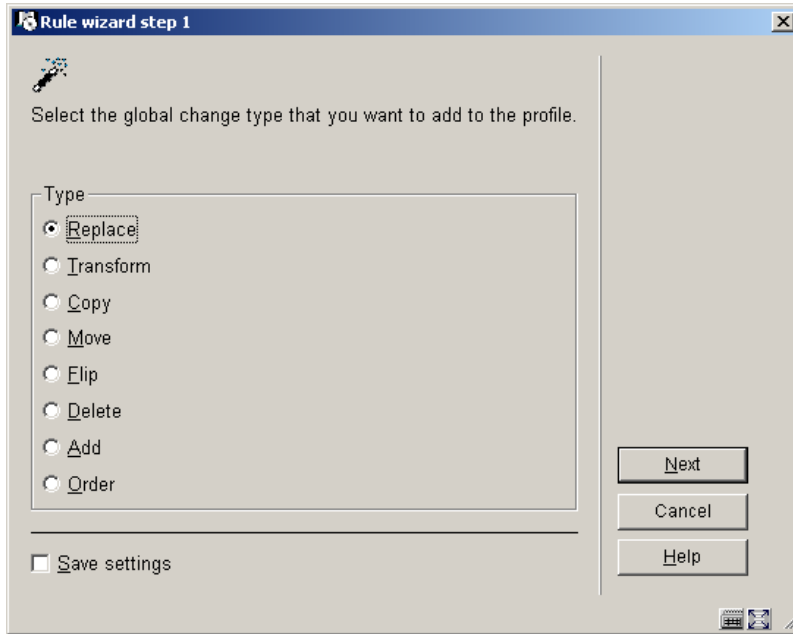 Rule wizard step 1
Select the global change type that you want to add to the profile.
Type
Replace
Transform
Copy
Move
Flip
Delete
Add
Order
Next
Cancel
Save settings
Help